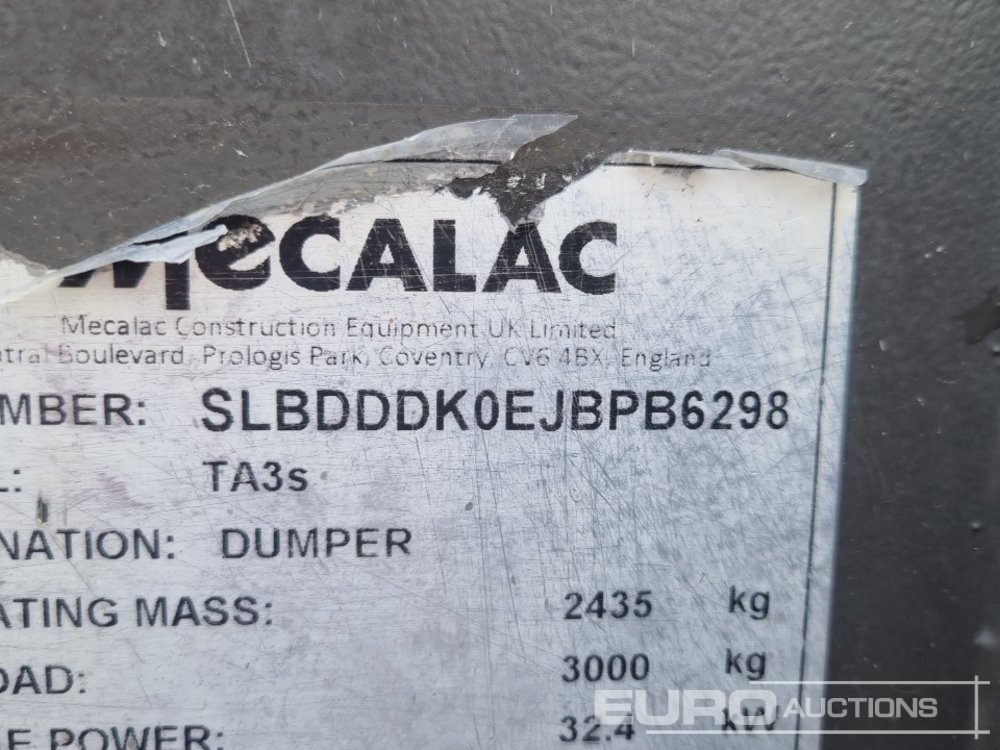 MeCALAC
Mecalac Construction Equipment UK Limited
ntral Boulevard, Prologis Park, Coventry, CV6 4BX, England
MBER: SLBDDDK0EJBPB6298
L: TA3s
NATION: DUMPER
ATING MASS: 2435 kg
OAD: 3000 kg
E POWER: 32.4 kW
EURO AUCTIONS